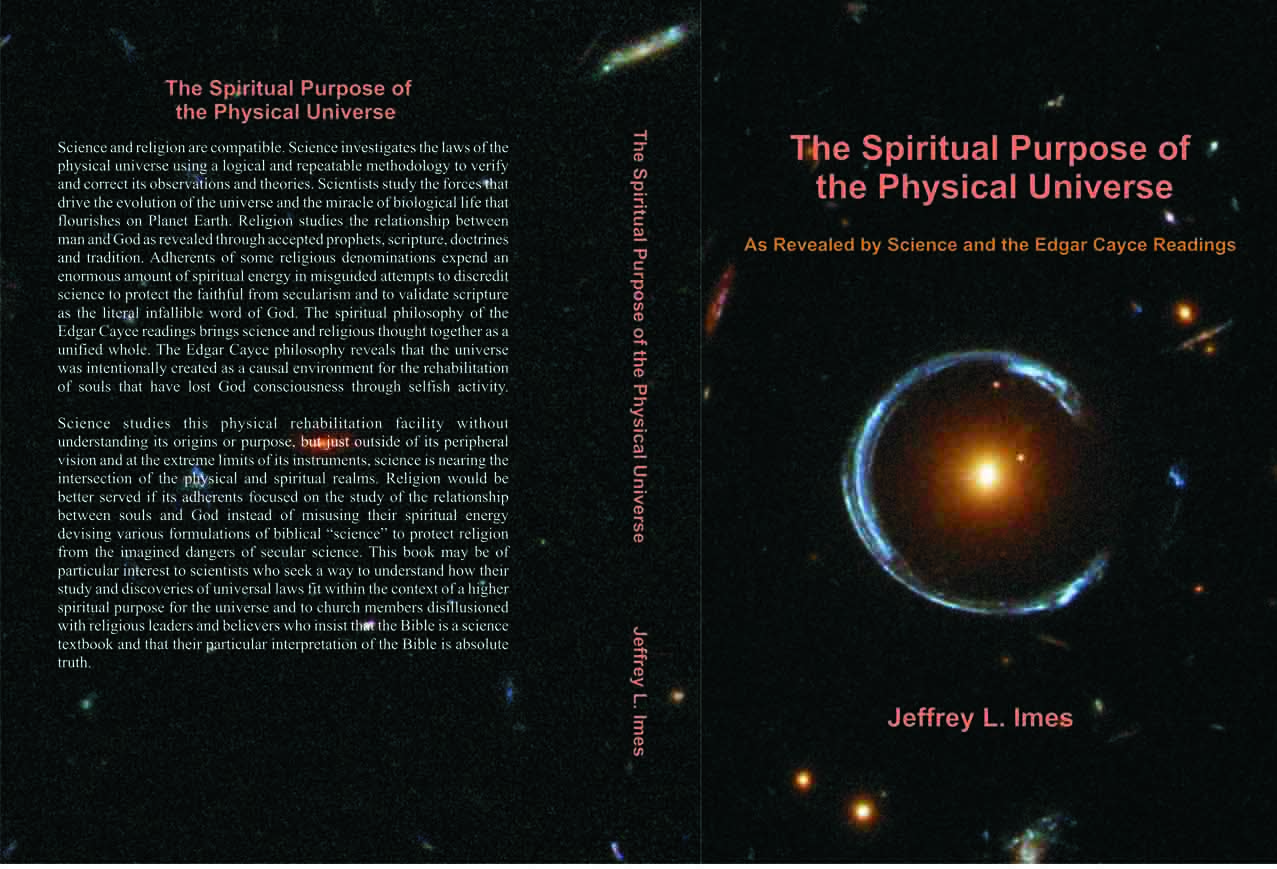 The Spiritual Purpose of
the Physical Universe
Science and religion are compatible. Science investigates the laws of the
physical universe using a logical and repeatable methodology to verify
and correct its observations and theories. Scientists study the forces that
drive the evolution of the universe and the miracle of biological life that
flourishes on Planet Earth. Religion studies the relationship between
man and God as revealed through accepted prophets, scripture, doctrines
and tradition. Adherents of some religious denominations expend an
enormous amount of spiritual energy in misguided attempts to discredit
science to protect the faithful from secularism and to validate scripture
as the literal infallible word of God. The spiritual philosophy of the
Edgar Cayce readings brings science and religious thought together as a
unified whole. The Edgar Cayce philosophy reveals that the universe
was intentionally created as a causal environment for the rehabilitation
of souls that have lost God consciousness through selfish activity.
Science studies this physical rehabilitation facility without
understanding its origins or purpose, but just outside of its peripheral
vision and at the extreme limits of its instruments, science is nearing the
intersection of the physical and spiritual realms. Religion would be
better served if its adherents focused on the study of the relationship
between souls and God instead of misusing their spiritual energy
devising various formulations of biblical “science” to protect religion
from the imagined dangers of secular science. This book may be of
particular interest to scientists who seek a way to understand how their
study and discoveries of universal laws fit within the context of a higher
spiritual purpose for the universe and to church members disillusioned
with religious leaders and believers who insist that the Bible is a science
textbook and that their particular interpretation of the Bible is absolute
truth.
The Spiritual Purpose of the Physical Universe
Jeffrey L. Imes
The Spiritual Purpose of
the Physical Universe
As Revealed by Science and the Edgar Cayce Readings
Jeffrey L. Imes